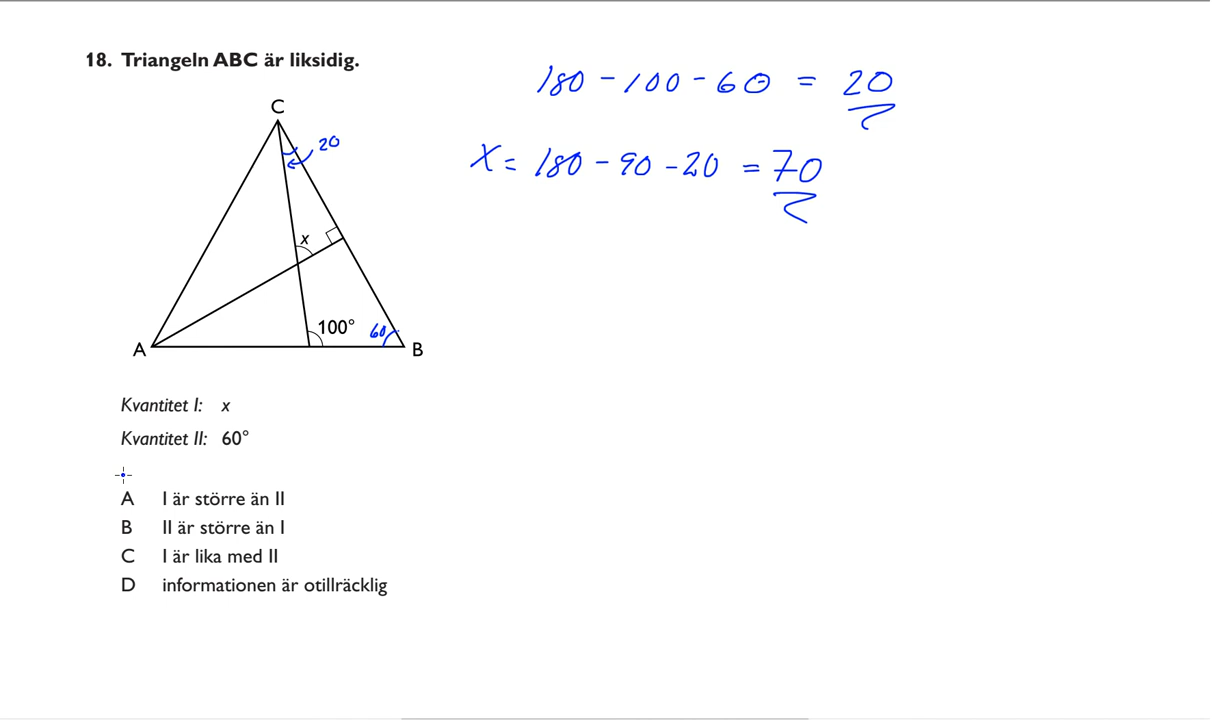 18. Triangeln ABC är liksidig.
180 - 100 - 60 = 20
C
20
x = 180 - 90 - 20 = 70
x
100°
60
A
B
Kvantitet I: x
Kvantitet II: 60°
A I är större än II
B II är större än I
C I är lika med II
D informationen är otillräcklig